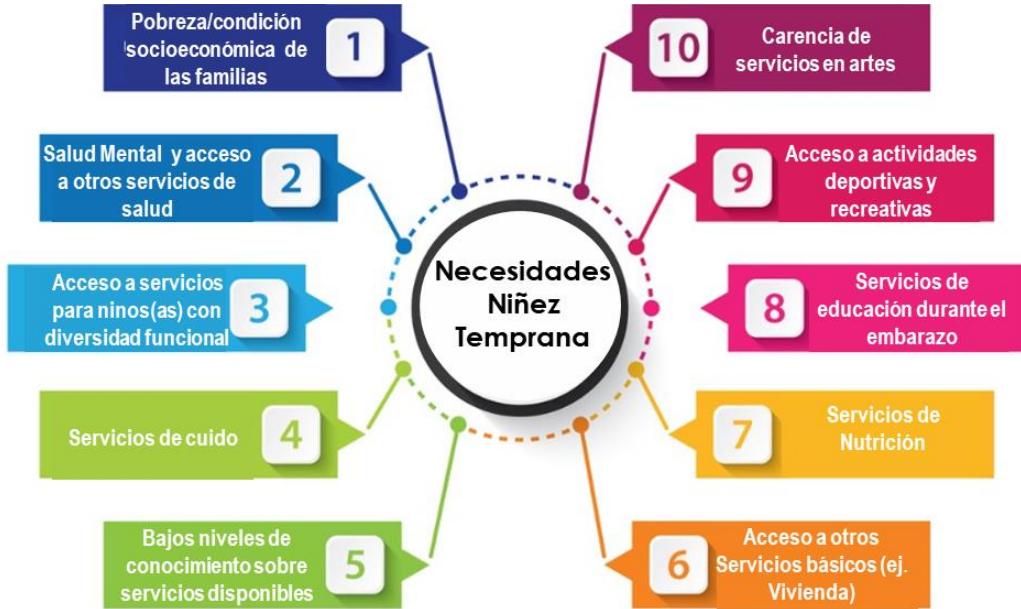 Necesidades
Niñez
Temprana
1
Pobreza/condición
socioeconómica de
las familias
2
Salud Mental y acceso
a otros servicios de
salud
3
Acceso a servicios
para ninos(as) con
diversidad funcional
4
Servicios de cuido
5
Bajos niveles de
conocimiento sobre
servicios disponibles
6
Acceso a otros
Servicios básicos (ej.
Vivienda)
7
Servicios de
Nutrición
8
Servicios de
educación durante el
embarazo
9
Acceso a actividades
deportivas y
recreativas
10
Carencia de
servicios en artes